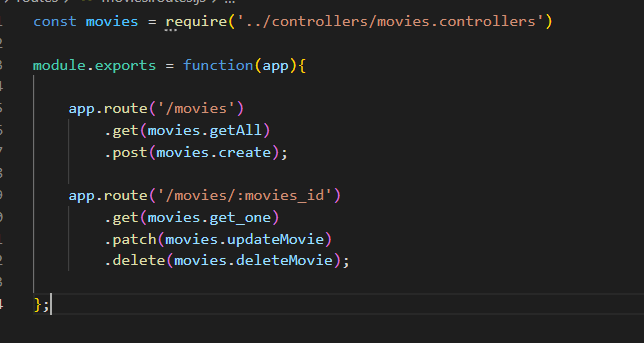 const movies = require('../controllers/movies.controllers')
module.exports = function(app){
app.route('/movies')
.get(movies.getAll)
.post(movies.create);
app.route('/movies/:movies_id')
.get(movies.get_one)
.patch(movies.updateMovie)
.delete(movies.deleteMovie);
};